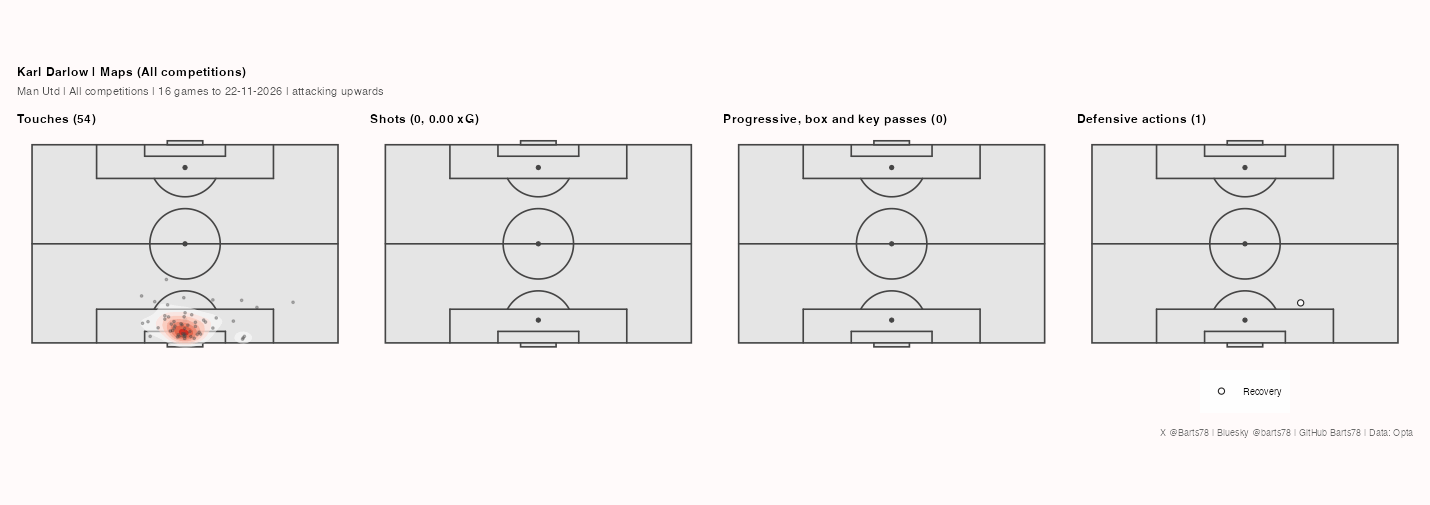 Karl Darlow | Maps (All competitions)
Man Utd | All competitions | 16 games to 22-11-2026 | attacking upwards
Touches (54)
Shots (0, 0.00 xG)
Progressive, box and key passes (0)
Defensive actions (1)
Recovery
X @Barts78 | Bluesky @barts78 | GitHub Barts78 | Data: Opta